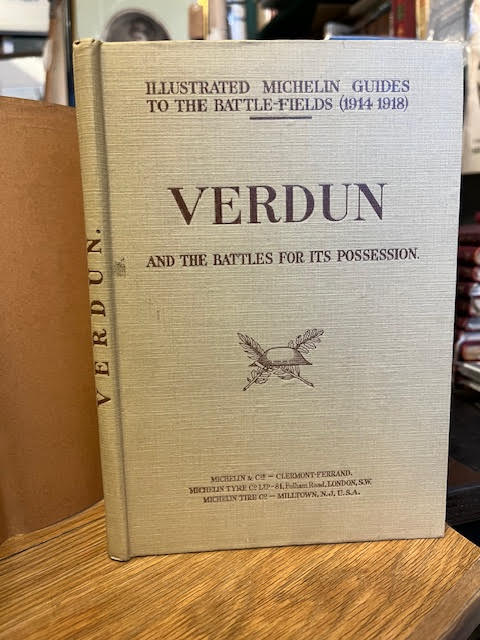 ILLUSTRATED MICHELIN GUIDES
TO THE BATTLE-FIELDS (1914-1918)
VERDUN
AND THE BATTLES FOR ITS POSSESSION.
MICHELIN & Cie — CLERMONT-FERRAND.
MICHELIN TYRE Co LTD — 81, Fulham Road, LONDON, S.W.
MICHELIN TIRE Co — MILLTOWN, N.J., U.S.A.
VERDUN.